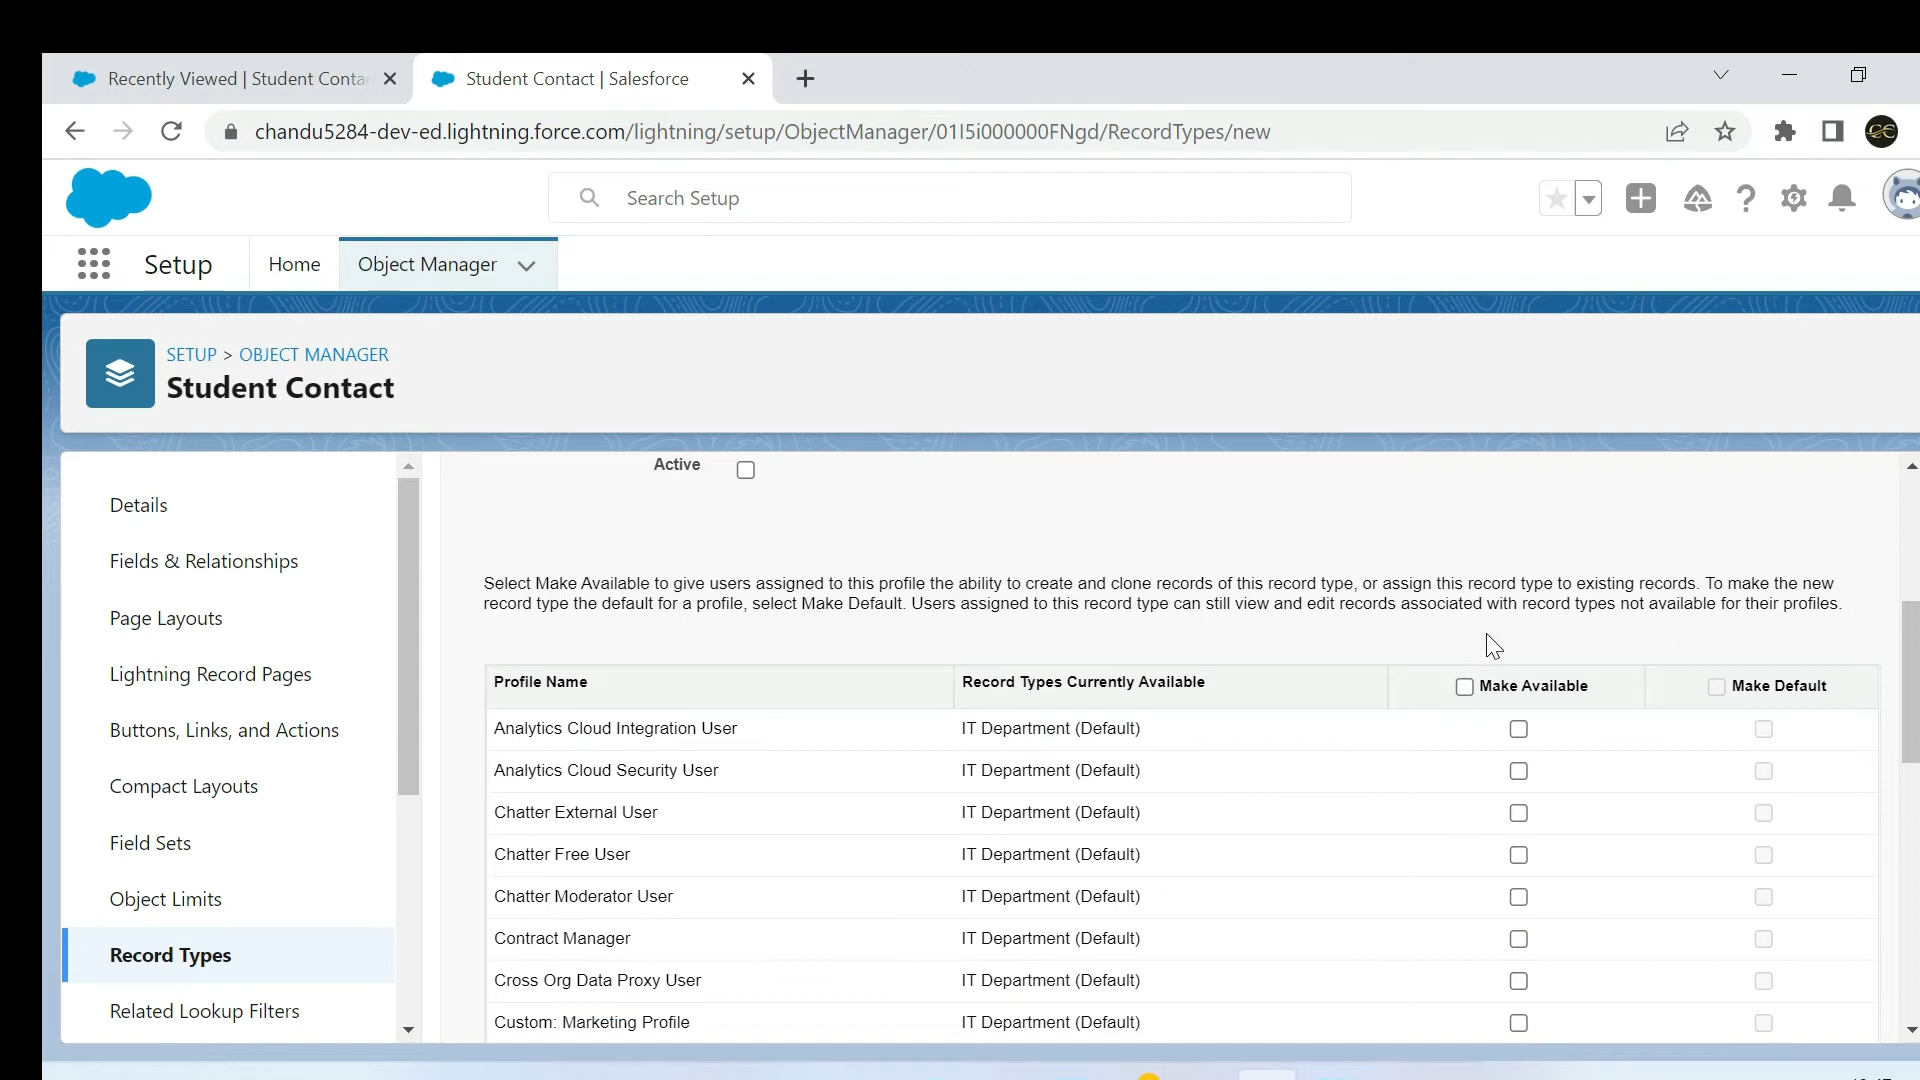 Recently Viewed | Student Conta
Student Contact | Salesforce
chandu5284-dev-ed.lightning.force.com/lightning/setup/ObjectManager/01I5i000000FNgd/RecordTypes/new
Search Setup
Setup
Home
Object Manager
SETUP > OBJECT MANAGER
Student Contact
Details
Fields & Relationships
Page Layouts
Lightning Record Pages
Buttons, Links, and Actions
Compact Layouts
Field Sets
Object Limits
Record Types
Related Lookup Filters
Active
Select Make Available to give users assigned to this profile the ability to create and clone records of this record type, or assign this record type to existing records. To make the new
record type the default for a profile, select Make Default. Users assigned to this record type can still view and edit records associated with record types not available for their profiles.
Profile Name Record Types Currently Available Make Available Make Default
Analytics Cloud Integration User IT Department (Default)
Analytics Cloud Security User IT Department (Default)
Chatter External User IT Department (Default)
Chatter Free User IT Department (Default)
Chatter Moderator User IT Department (Default)
Contract Manager IT Department (Default)
Cross Org Data Proxy User IT Department (Default)
Custom: Marketing Profile IT Department (Default)